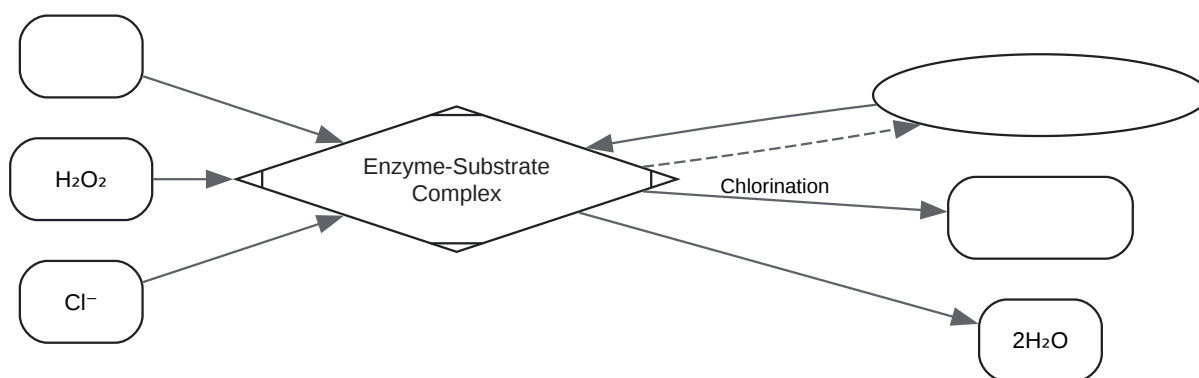 H₂O₂
Cl⁻
Enzyme-Substrate
Complex
Chlorination
2H₂O